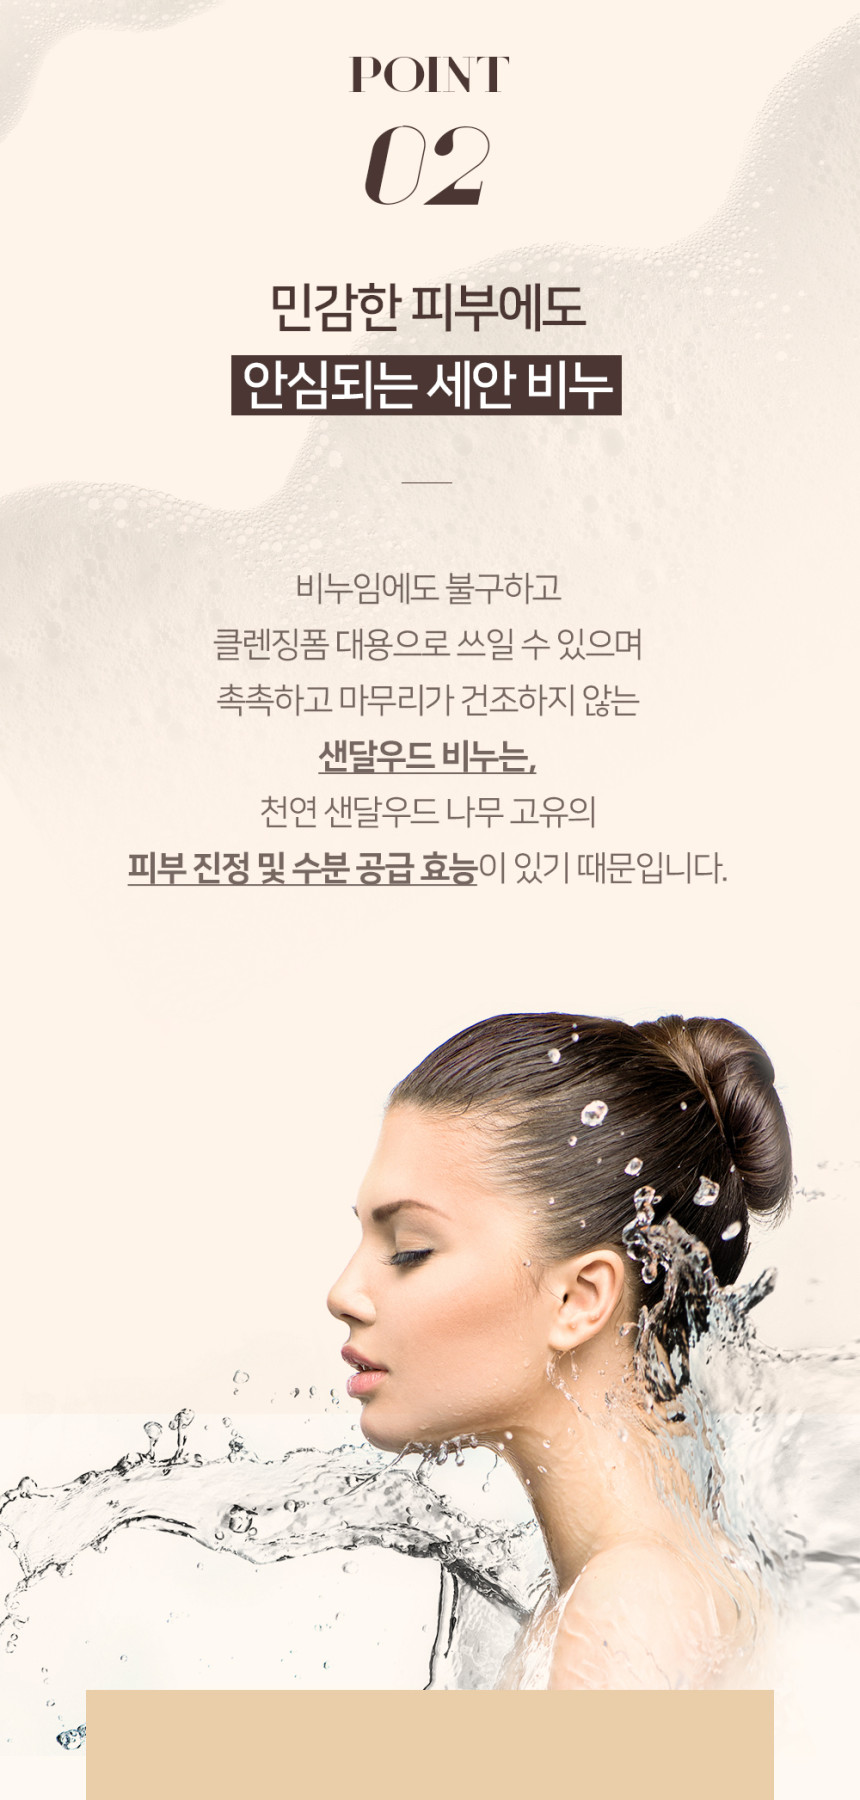 POINT
02
민감한 피부에도
안심되는 세안 비누
비누임에도 불구하고
클렌징폼 대용으로 쓰일 수 있으며
촉촉하고 마무리가 건조하지 않는
샌달우드 비누는,
천연 샌달우드 나무 고유의
피부 진정 및 수분 공급 효능이 있기 때문입니다.